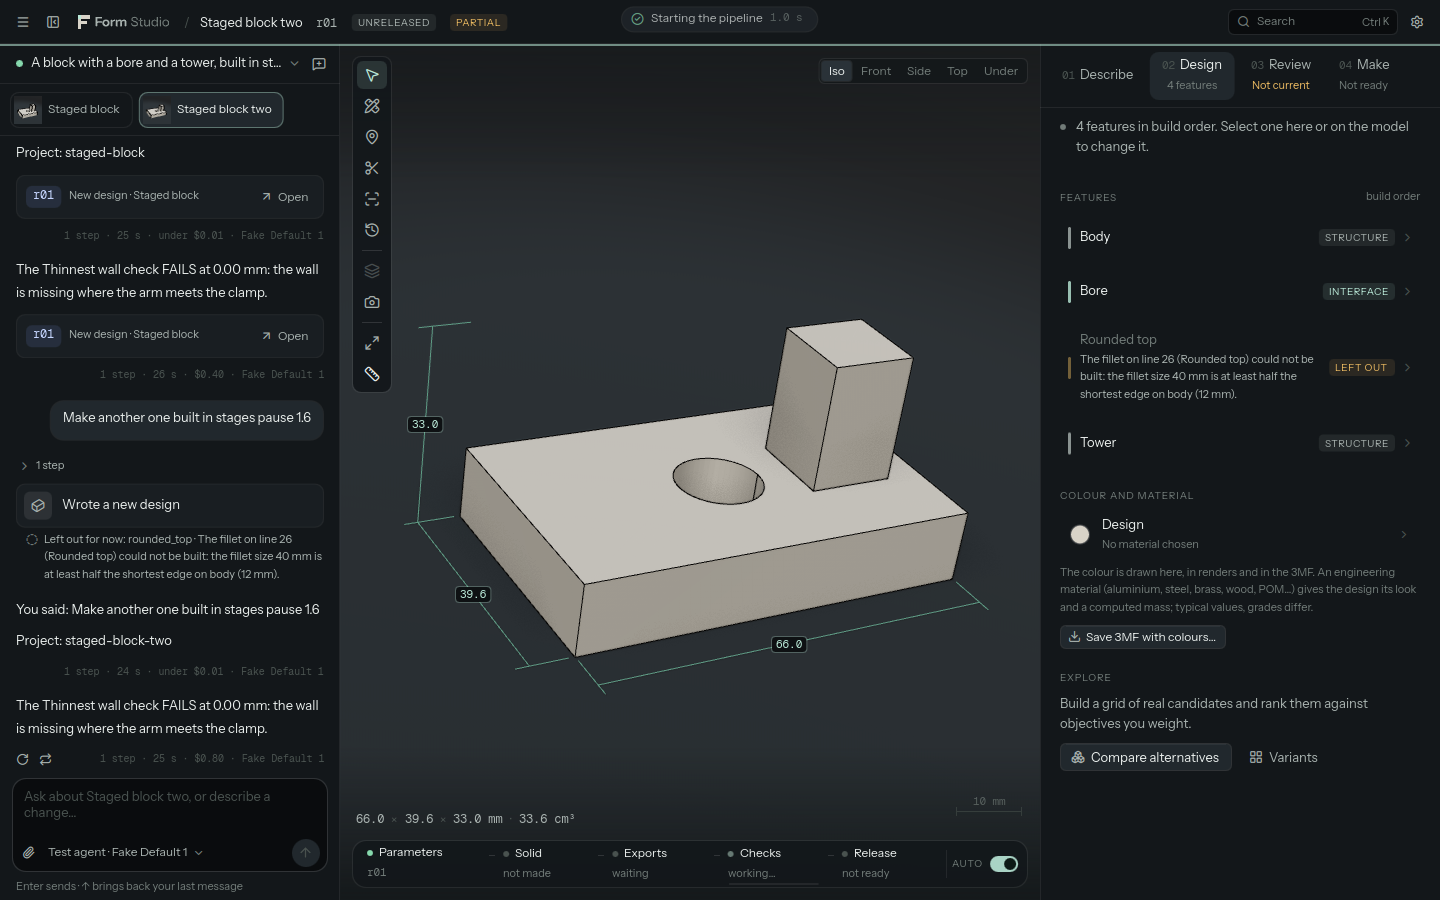 Form Studio / Staged block two r01 UNRELEASED PARTIAL
Starting the pipeline 1.0 s
Search Ctrl K
A block with a bore and a tower, built in st...
Staged block
Staged block two
Project: staged-block
r01 New design · Staged block Open
1 step · 25 s · under $0.01 · Fake Default 1
The Thinnest wall check FAILS at 0.00 mm: the wall
is missing where the arm meets the clamp.
r01 New design · Staged block Open
1 step · 26 s · $0.40 · Fake Default 1
Make another one built in stages pause 1.6
1 step
Wrote a new design
Left out for now: rounded_top · The fillet on line 26
(Rounded top) could not be built: the fillet size 40 mm is
at least half the shortest edge on body (12 mm).
You said: Make another one built in stages pause 1.6
Project: staged-block-two
1 step · 24 s · under $0.01 · Fake Default 1
The Thinnest wall check FAILS at 0.00 mm: the wall
is missing where the arm meets the clamp.
1 step · 25 s · $0.80 · Fake Default 1
Ask about Staged block two, or describe a
change...
Test agent · Fake Default 1
Enter sends · ↑ brings back your last message
Iso Front Side Top Under
33.0
39.6
66.0
10 mm
66.0 × 39.6 × 33.0 mm · 33.6 cm³
Parameters
r01
Solid
not made
Exports
waiting
Checks
working...
Release
not ready
AUTO
01 Describe
02 Design
4 features
03 Review
Not current
04 Make
Not ready
4 features in build order. Select one here or on the model
to change it.
FEATURES build order
Body STRUCTURE
Bore INTERFACE
Rounded top
The fillet on line 26 (Rounded top) could not be
built: the fillet size 40 mm is at least half the
shortest edge on body (12 mm).
LEFT OUT
Tower STRUCTURE
COLOUR AND MATERIAL
Design
No material chosen
The colour is drawn here, in renders and in the 3MF. An engineering
material (aluminium, steel, brass, wood, POM...) gives the design its look
and a computed mass; typical values, grades differ.
Save 3MF with colours...
EXPLORE
Build a grid of real candidates and rank them against
objectives you weight.
Compare alternatives
Variants